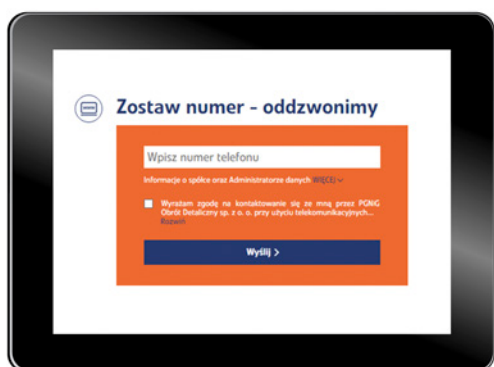 Zostaw numer - oddzwonimy
Wpisz numer telefonu
Informacje o spółce oraz Administratorze danych WIĘCEJ
Wyrażam zgodę na kontaktowanie się ze mną przez PGNiG
Obrót Detaliczny sp. z o. o. przy użyciu telekomunikacyjnych...
Rozwiń
Wyślij >